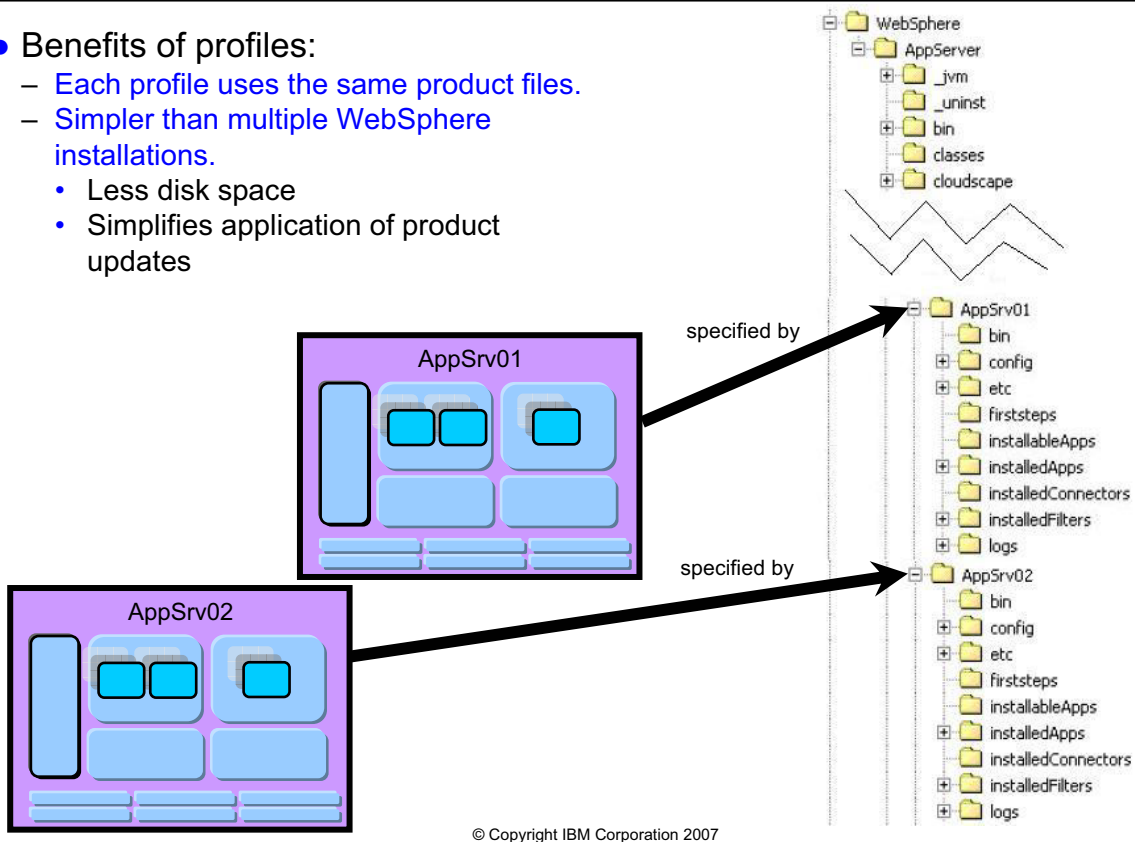 Benefits of profiles:
– Each profile uses the same product files.
– Simpler than multiple WebSphere
installations.
• Less disk space
• Simplifies application of product
updates
WebSphere
AppServer
_jvm
_uninst
bin
classes
cloudscape
specified by
AppSrv01
AppSrv01
bin
config
etc
firststeps
installableApps
installedApps
installedConnectors
installedFilters
logs
specified by
AppSrv02
AppSrv02
bin
config
etc
firststeps
installableApps
installedApps
installedConnectors
installedFilters
logs
© Copyright IBM Corporation 2007